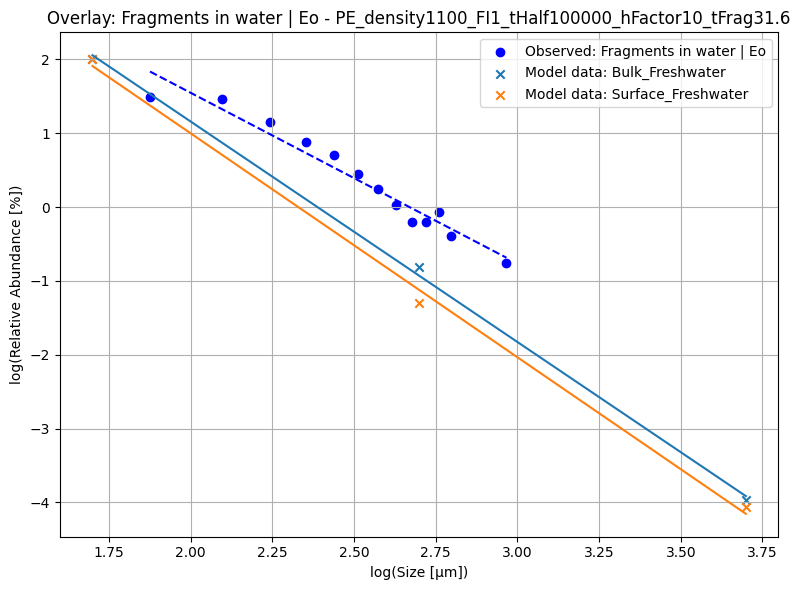 Overlay: Fragments in water | Eo - PE_density1100_FI1_tHalf100000_hFactor10_tFrag31.6
Observed: Fragments in water | Eo
Model data: Bulk_Freshwater
Model data: Surface_Freshwater
log(Relative Abundance [%])
2
1
0
−1
−2
−3
−4
1.75
2.00
2.25
2.50
2.75
3.00
3.25
3.50
3.75
log(Size [μm])